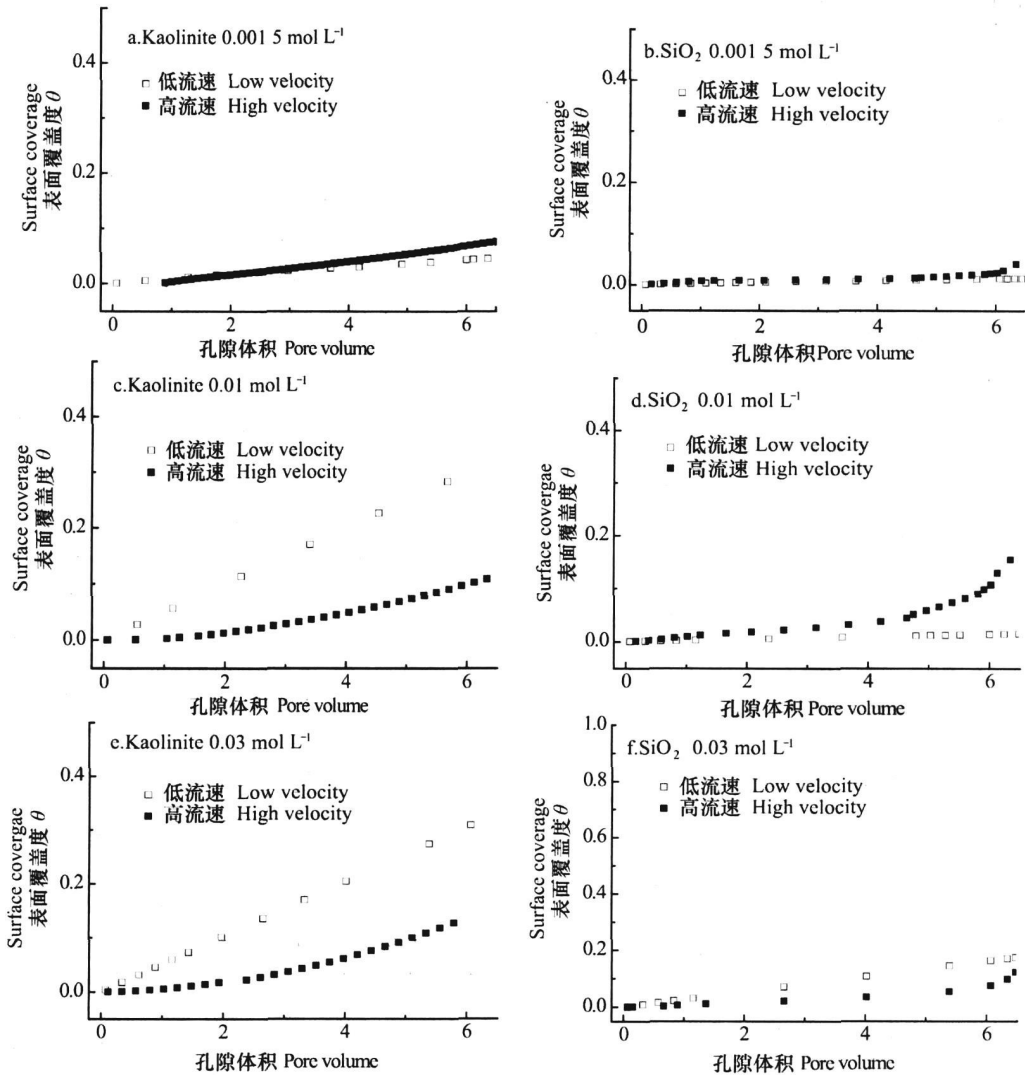 a.Kaolinite 0.001 5 mol L⁻¹
□ 低流速 Low velocity
■ 高流速 High velocity
Surface coverage
表面覆盖度θ
0.4
0.2
0.0
0 2 4 6
孔隙体积 Pore volume
b.SiO₂ 0.001 5 mol L⁻¹
□ 低流速 Low velocity
■ 高流速 High velocity
Surface coverage
表面覆盖度θ
0.4
0.2
0.0
0 2 4 6
孔隙体积Pore volume
c.Kaolinite 0.01 mol L⁻¹
□ 低流速 Low velocity
■ 高流速 High velocity
Surface coverage
表面覆盖度θ
0.4
0.2
0.0
0 2 4 6
孔隙体积 Pore volume
d.SiO₂ 0.01 mol L⁻¹
□ 低流速 Low velocity
■ 高流速 High velocity
Surface covergae
表面覆盖度θ
0.4
0.2
0.0
0 2 4 6
孔隙体积 Pore volume
e.Kaolinite 0.03 mol L⁻¹
□ 低流速 Low velocity
■ 高流速 High velocity
Surface covergae
表面覆盖度θ
0.4
0.2
0.0
0 2 4 6
孔隙体积 Pore volume
f.SiO₂ 0.03 mol L⁻¹
□ 低流速 Low velocity
■ 高流速 High velocity
Surface coverage
表面覆盖度θ
1.0
0.8
0.6
0.4
0.2
0.0
0 2 4 6
孔隙体积 Pore volume